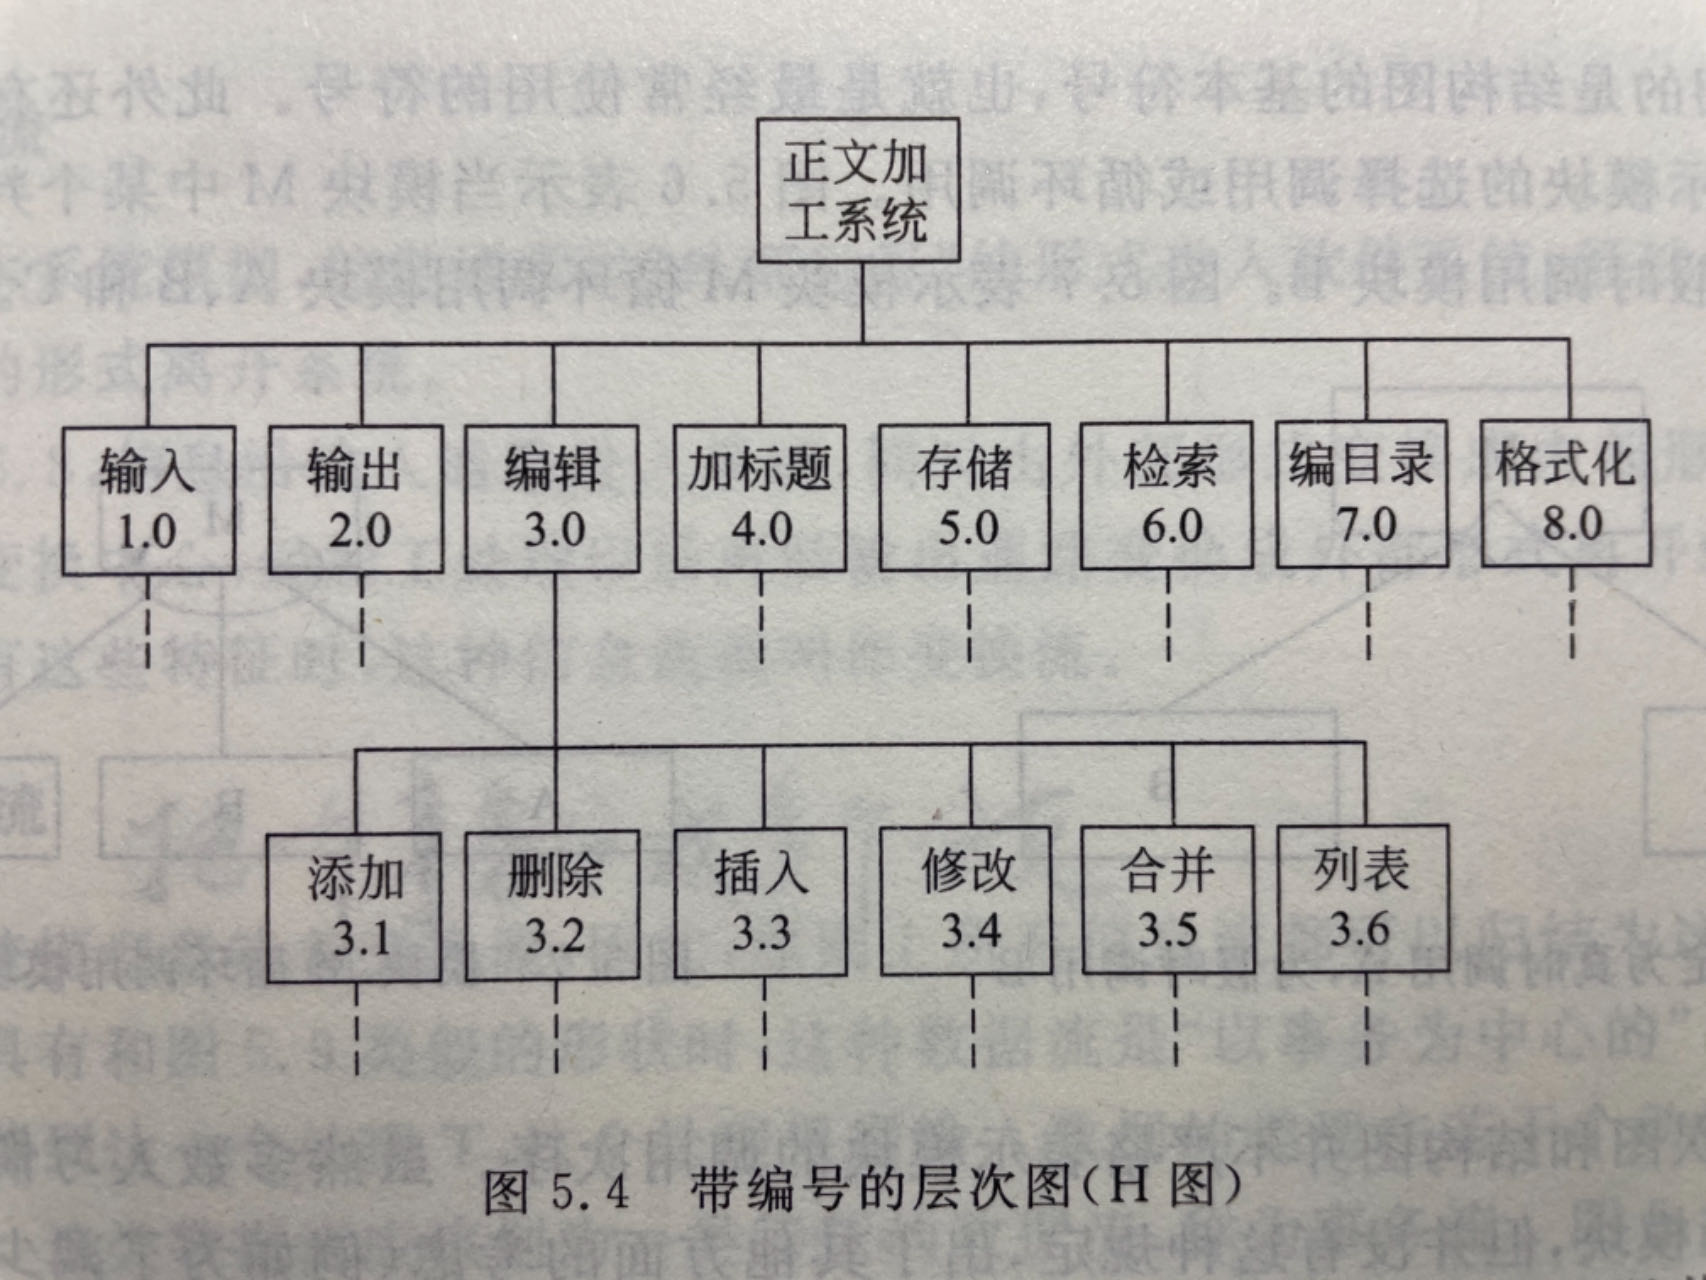 正文加
工系统
输入
1.0
输出
2.0
编辑
3.0
加标题
4.0
存储
5.0
检索
6.0
编目录
7.0
格式化
8.0
添加
3.1
删除
3.2
插入
3.3
修改
3.4
合并
3.5
列表
3.6
图 5.4 带编号的层次图(H 图)